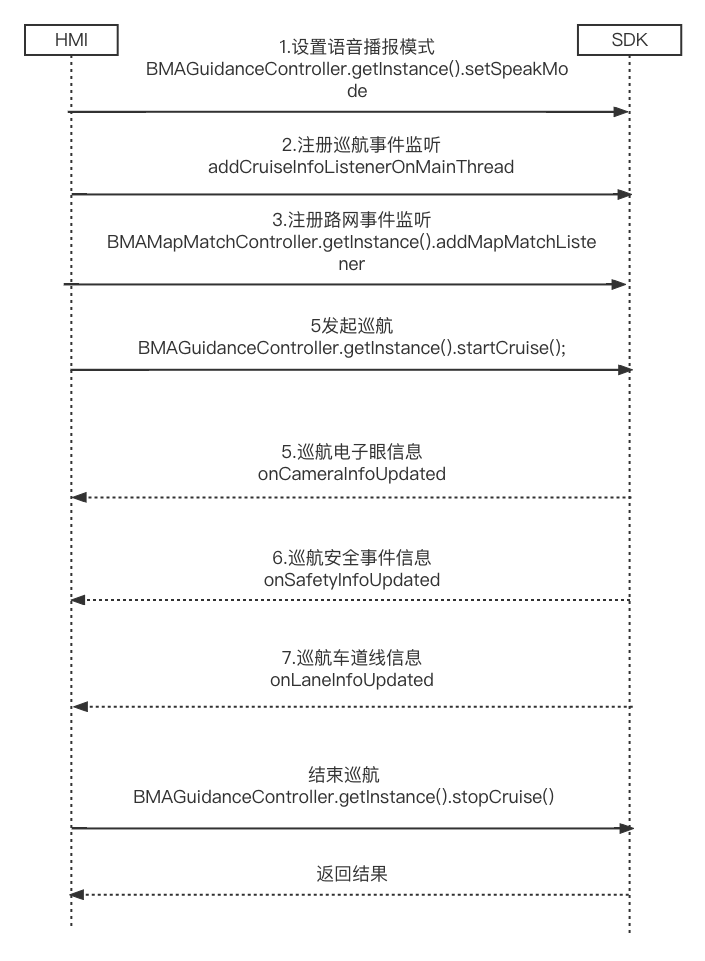 HMI
SDK
1.设置语音播报模式
BMAGuidanceController.getInstance().setSpeakMo
de
2.注册巡航事件监听
addCruiseInfoListenerOnMainThread
3.注册路网事件监听
BMAMapMatchController.getInstance().addMapMatchListe
ner
5发起巡航
BMAGuidanceController.getInstance().startCruise();
5.巡航电子眼信息
onCameraInfoUpdated
6.巡航安全事件信息
onSafetyInfoUpdated
7.巡航车道线信息
onLaneInfoUpdated
结束巡航
BMAGuidanceController.getInstance().stopCruise()
返回结果